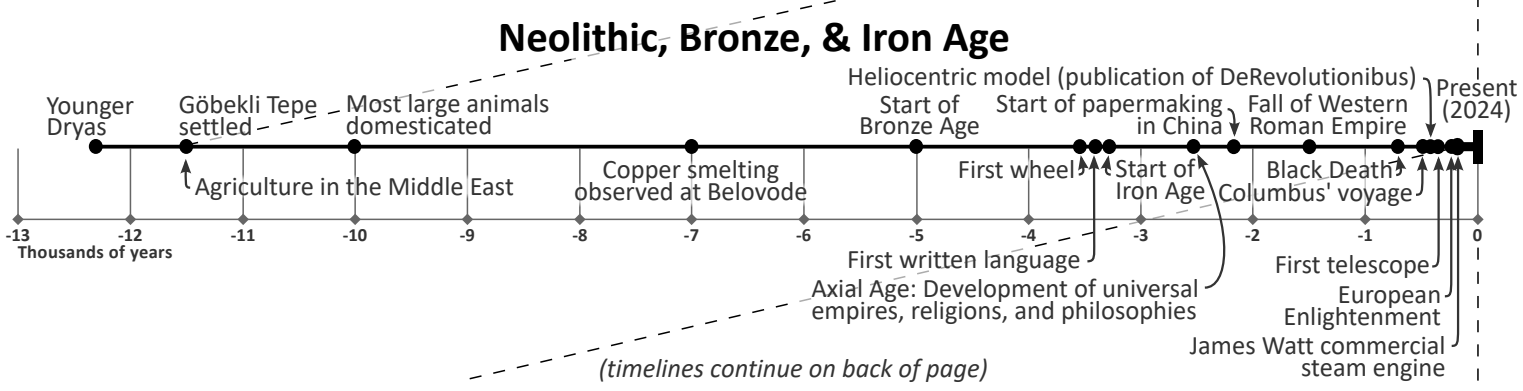 Neolithic, Bronze, & Iron Age
Heliocentric model (publication of DeRevolutionibus)
Present
(2024)
Younger
Dryas
Göbekli Tepe
settled
Most large animals
domesticated
Start of
Bronze Age
Start of papermaking
in China
Fall of Western
Roman Empire
Agriculture in the Middle East
Copper smelting
observed at Belovode
First wheel
Start of
Iron Age
Black Death
Columbus' voyage
-13
-12
-11
-10
-9
-8
-7
-6
-5
-4
-3
-2
-1
0
Thousands of years
First written language
Axial Age: Development of universal
empires, religions, and philosophies
First telescope
European
Enlightenment
James Watt commercial
steam engine
(timelines continue on back of page)